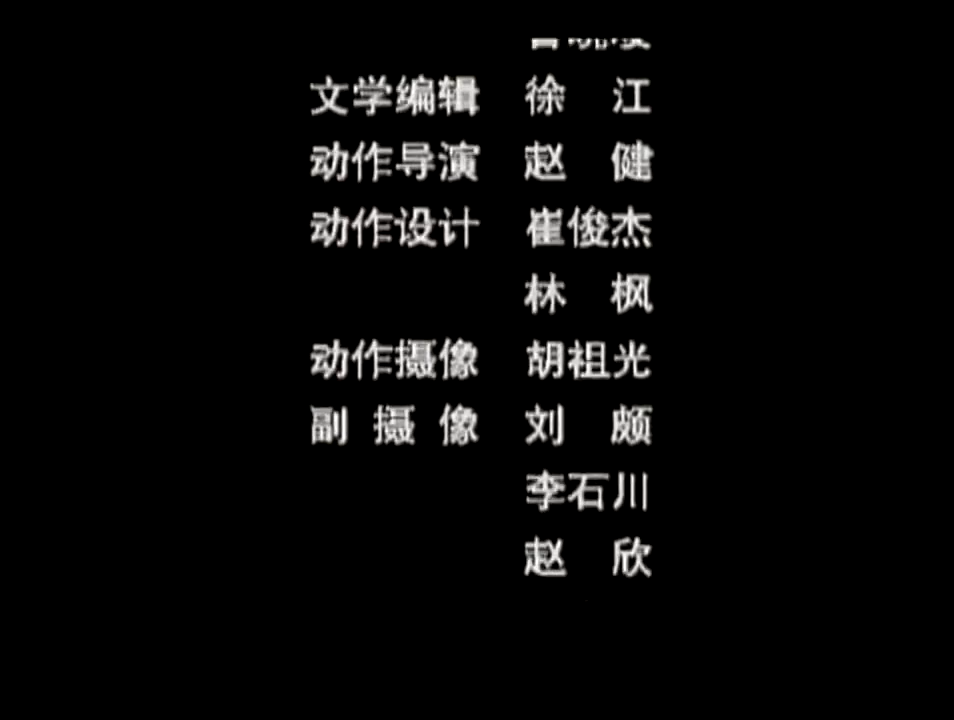 文学编辑 徐 江
动作导演 赵 健
动作设计 崔俊杰
林 枫
动作摄像 胡祖光
副 摄 像 刘 颇
李石川
赵 欣